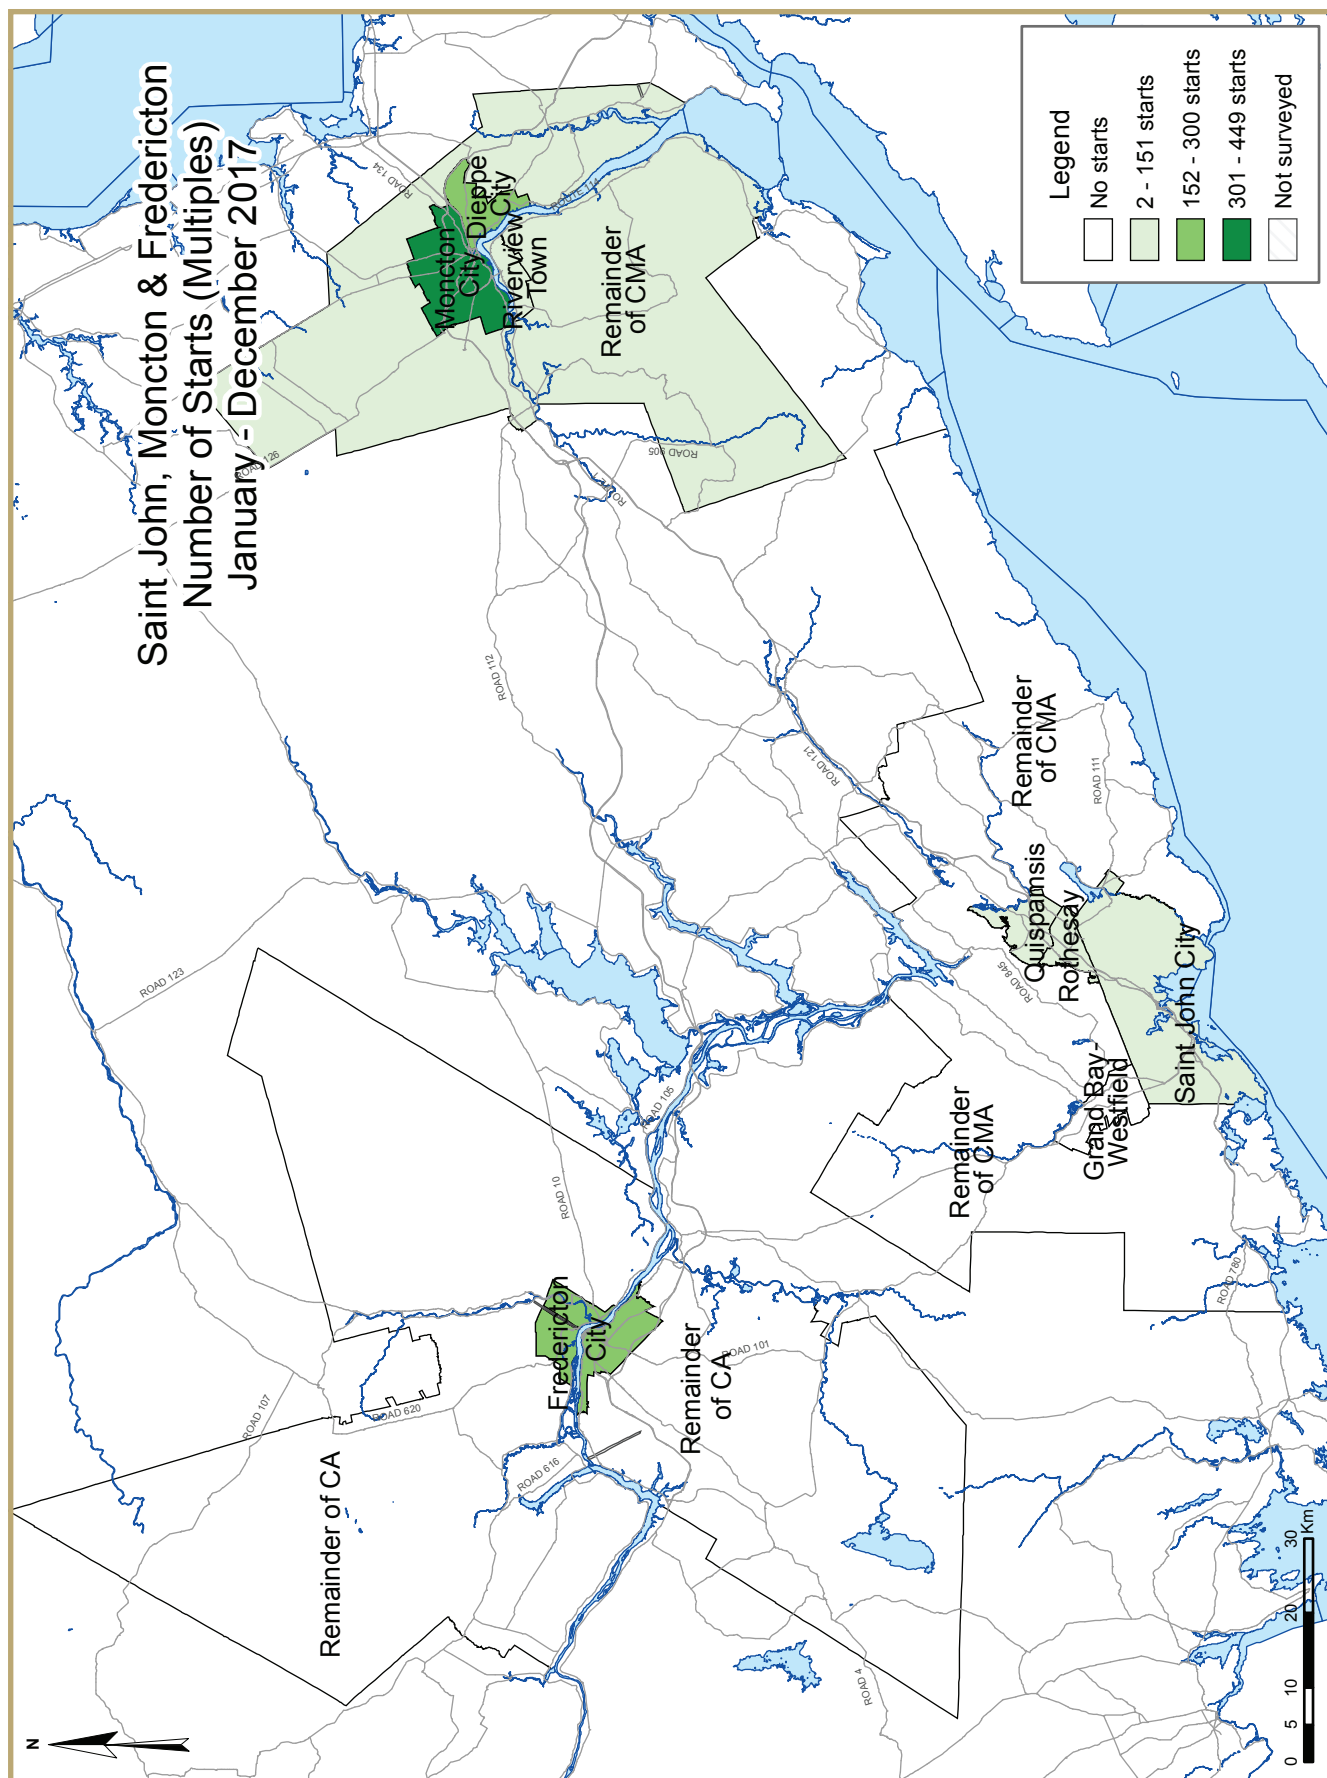 Saint John, Moncton & Fredericton
Number of Starts (Multiples)
January - December 2017
Legend
No starts
2 - 151 starts
152 - 300 starts
301 - 449 starts
Not surveyed
N
Remainder of CA
Fredericton
City
Remainder
of CA
Remainder
of CMA
Grand Bay -
Westfield
Saint John City
Quispamsis
Rothesay
Remainder
of CMA
Moncton
City
Dieppe
City
Riverview
Town
Remainder
of CMA
ROAD 134
ROUTE 114
ROAD 126
ROAD 905
ROAD 112
ROAD 121
ROAD 111
ROAD 845
ROAD 123
ROAD 105
ROAD 10
ROAD 107
ROAD 620
ROAD 616
ROAD 101
ROAD 780
ROAD 4
0 5 10 20 30
Km